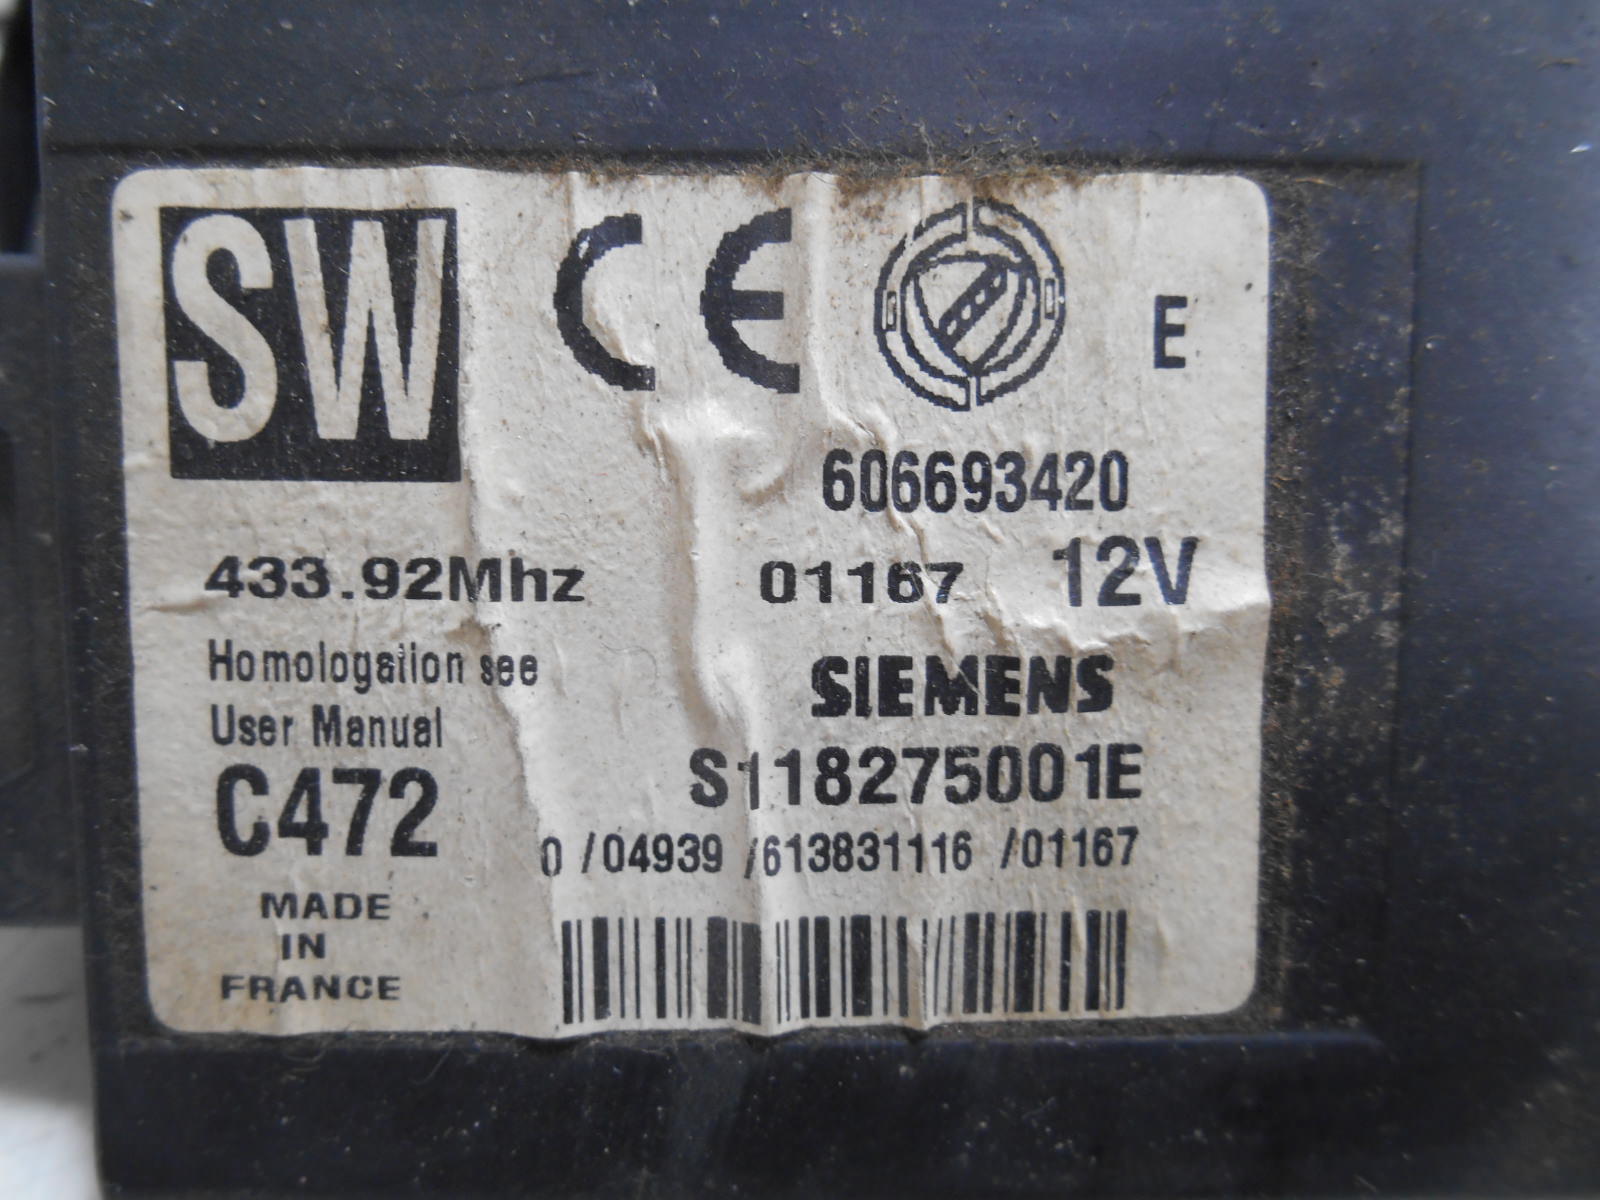 SW
CE
E
606693420
433.92Mhz
01167 12V
Homologation see
User Manual
SIEMENS
S118275001E
C472
0 /04939 /613831116 /01167
MADE
IN
FRANCE